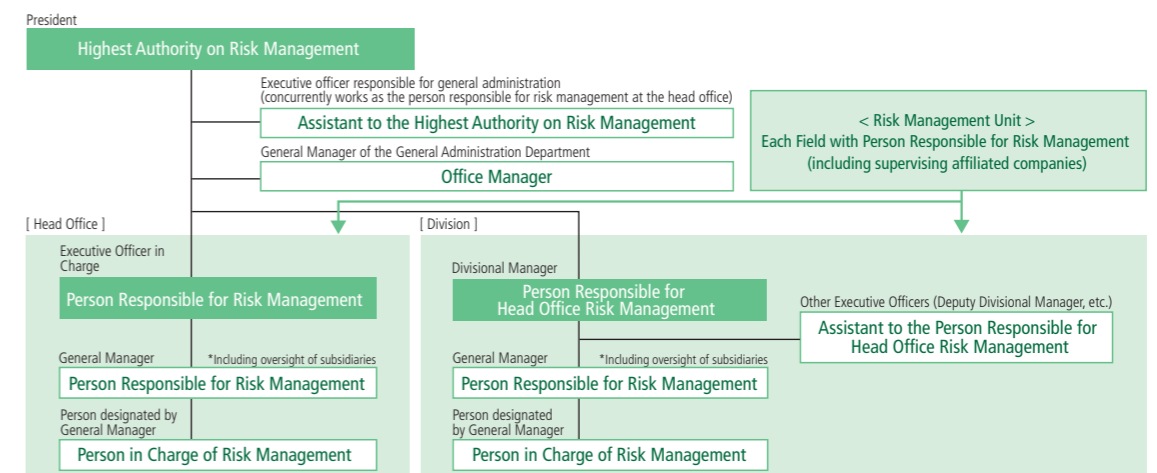 President
Highest Authority on Risk Management
Executive officer responsible for general administration
(concurrently works as the person responsible for risk management at the head office)
Assistant to the Highest Authority on Risk Management
General Manager of the General Administration Department
Office Manager
< Risk Management Unit >
Each Field with Person Responsible for Risk Management
(including supervising affiliated companies)
[ Head Office ]
Executive Officer in
Charge
Person Responsible for Risk Management
General Manager
*Including oversight of subsidiaries
Person Responsible for Risk Management
Person designated by
General Manager
Person in Charge of Risk Management
[ Division ]
Divisional Manager
Person Responsible for
Head Office Risk Management
Other Executive Officers (Deputy Divisional Manager, etc.)
Assistant to the Person Responsible for
Head Office Risk Management
General Manager
*Including oversight of subsidiaries
Person Responsible for Risk Management
Person designated
by General Manager
Person in Charge of Risk Management